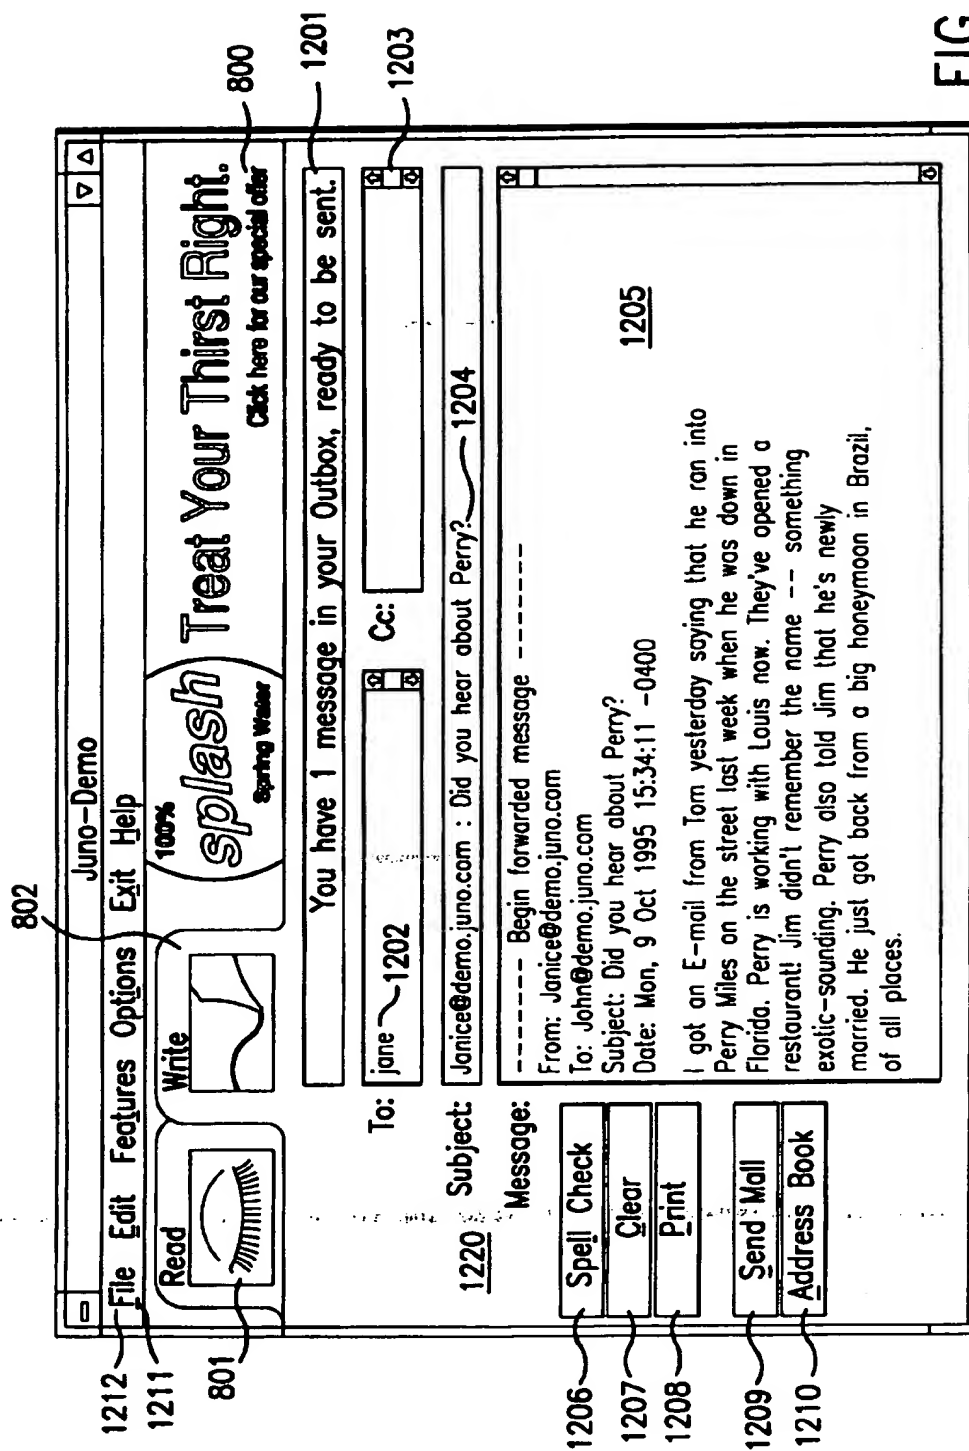 802
Juno-Demo
1212
File Edit Features Options Exit Help
1211
Read
Write
801
100%
splash
Spring Water
Treat Your Thirst Right.
Click here for our special offer
800
You have 1 message in your Outbox, ready to be sent.
1201
To: jane 1202
Cc:
1203
1220
Subject: Janice@demo.juno.com : Did you hear about Perry? 1204
Message:
------- Begin forwarded message -------
From: Janice@demo.juno.com
To: John@demo.juno.com
Subject: Did you hear about Perry?
Date: Mon, 9 Oct 1995 15:34:11 -0400
1205
I got an E-mail from Tom yesterday saying that he ran into
Perry Miles on the street last week when he was down in
Florida. Perry is working with Louis now. They've opened a
restaurant! Jim didn't remember the name -- something
exotic-sounding. Perry also told Jim that he's newly
married. He just got back from a big honeymoon in Brazil,
of all places.
1206
Spell Check
1207
Clear
1208
Print
1209
Send Mail
1210
Address Book
FIG